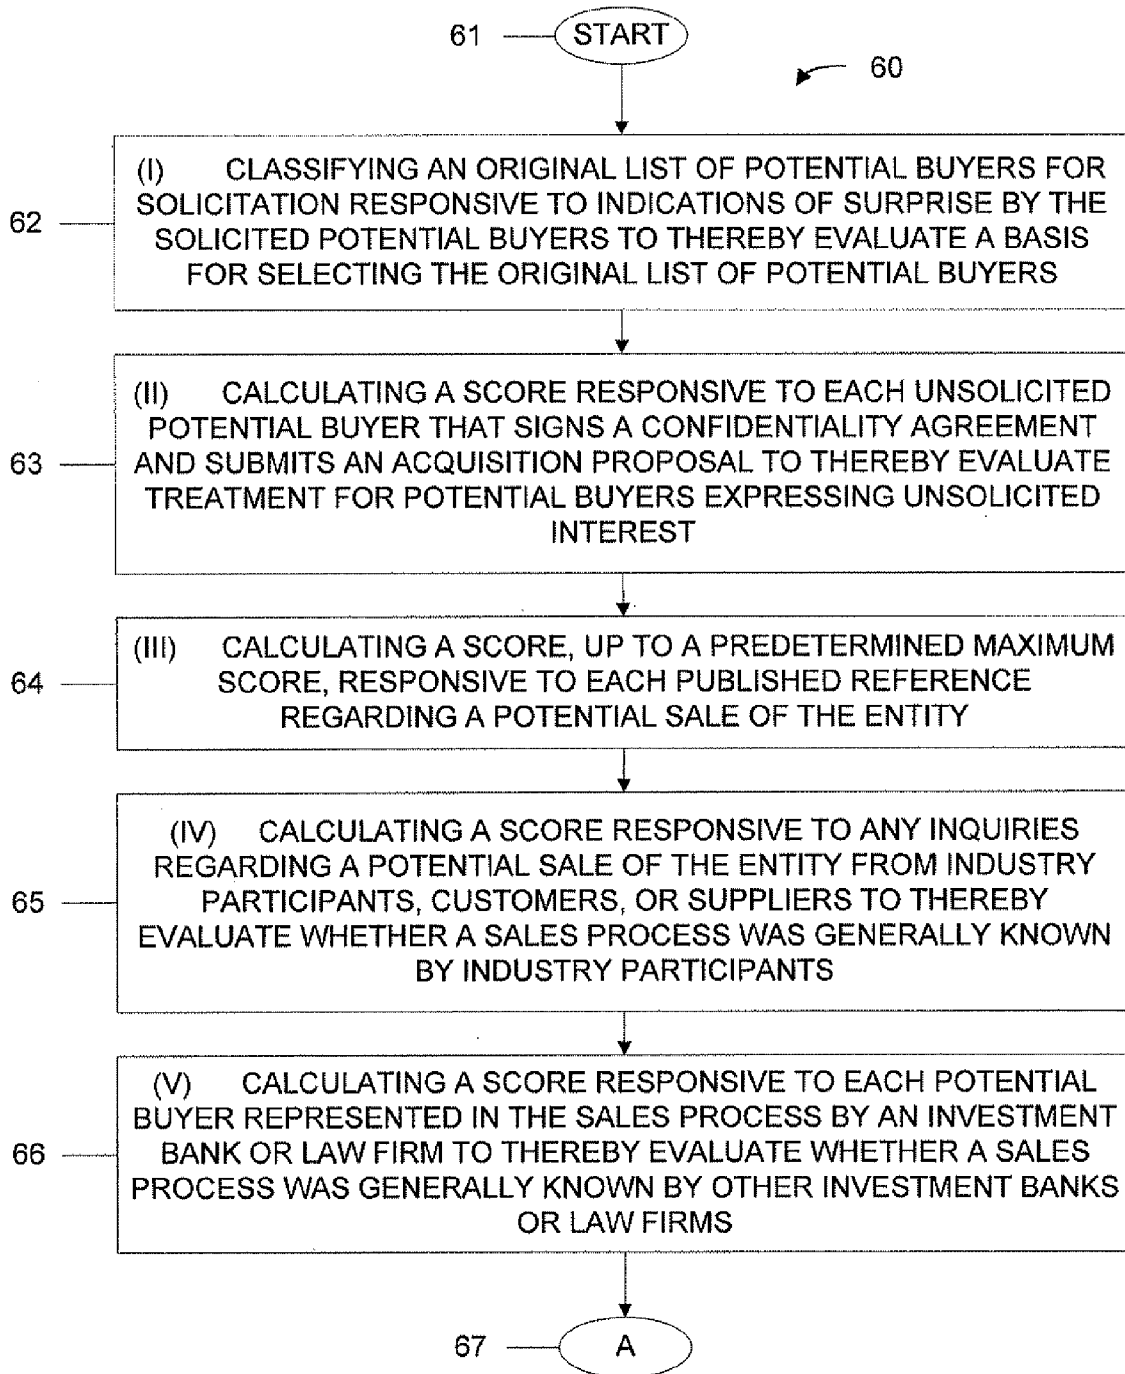 61
START
60
(I) CLASSIFYING AN ORIGINAL LIST OF POTENTIAL BUYERS FOR
SOLICITATION RESPONSIVE TO INDICATIONS OF SURPRISE BY THE
62
SOLICITED POTENTIAL BUYERS TO THEREBY EVALUATE A BASIS
FOR SELECTING THE ORIGINAL LIST OF POTENTIAL BUYERS
(II) CALCULATING A SCORE RESPONSIVE TO EACH UNSOLICITED
POTENTIAL BUYER THAT SIGNS A CONFIDENTIALITY AGREEMENT
63
AND SUBMITS AN ACQUISITION PROPOSAL TO THEREBY EVALUATE
TREATMENT FOR POTENTIAL BUYERS EXPRESSING UNSOLICITED
INTEREST
(III) CALCULATING A SCORE, UP TO A PREDETERMINED MAXIMUM
64
SCORE, RESPONSIVE TO EACH PUBLISHED REFERENCE
REGARDING A POTENTIAL SALE OF THE ENTITY
(IV) CALCULATING A SCORE RESPONSIVE TO ANY INQUIRIES
REGARDING A POTENTIAL SALE OF THE ENTITY FROM INDUSTRY
65
PARTICIPANTS, CUSTOMERS, OR SUPPLIERS TO THEREBY
EVALUATE WHETHER A SALES PROCESS WAS GENERALLY KNOWN
BY INDUSTRY PARTICIPANTS
(V) CALCULATING A SCORE RESPONSIVE TO EACH POTENTIAL
BUYER REPRESENTED IN THE SALES PROCESS BY AN INVESTMENT
66
BANK OR LAW FIRM TO THEREBY EVALUATE WHETHER A SALES
PROCESS WAS GENERALLY KNOWN BY OTHER INVESTMENT BANKS
OR LAW FIRMS
67
A